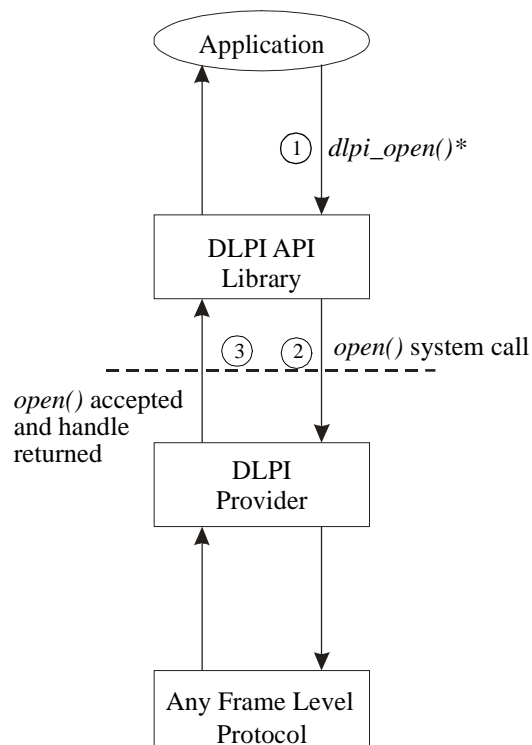 Application
1
dlpi_open()*
DLPI API
Library
3
2
open() system call
open() accepted
and handle
returned
DLPI
Provider
Any Frame Level
Protocol